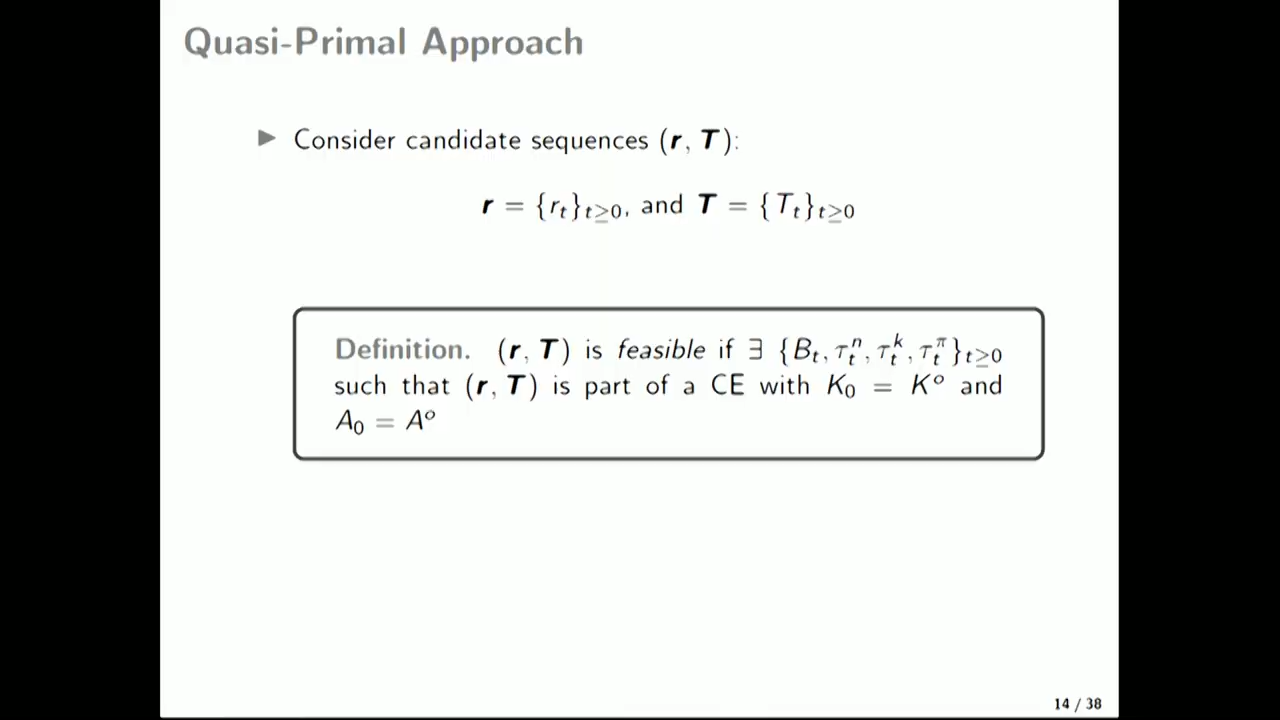 Quasi-Primal Approach
▶ Consider candidate sequences (r, T):
r = {r_t}_{t≥0}, and T = {T_t}_{t≥0}
Definition. (r, T) is feasible if ∃ {B_t, τ_t^n, τ_t^k, τ_t^π}_{t≥0}
such that (r, T) is part of a CE with K_0 = K^o and
A_0 = A^o
14 / 38